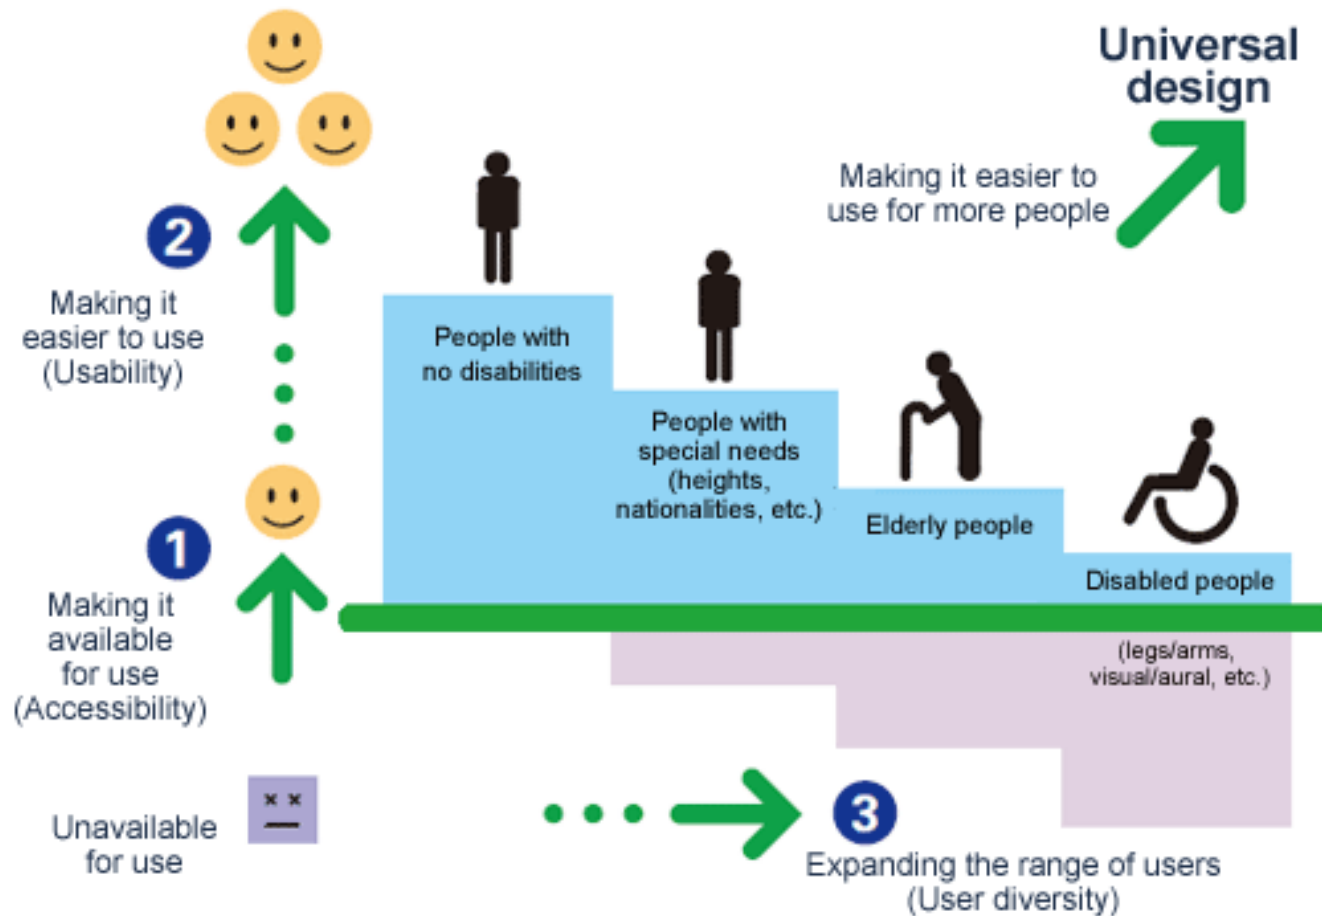 Universal
design
Making it easier to
use for more people
2
Making it
easier to use
(Usability)
1
Making it
available
for use
(Accessibility)
Unavailable
for use
People with
no disabilities
People with
special needs
(heights,
nationalities, etc.)
Elderly people
Disabled people
(legs/arms,
visual/aural, etc.)
3
Expanding the range of users
(User diversity)